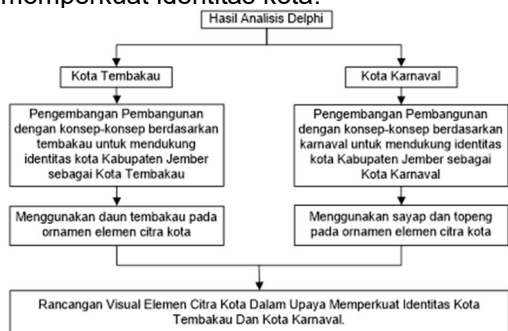 memperkuat identitas kota.
Hasil Analisis Delphi
Kota Tembakau
Kota Karnaval
Pengembangan Pembangunan
dengan konsep-konsep berdasarkan
tembakau untuk mendukung
identitas kota Kabupaten Jember
sebagai Kota Tembakau
Pengembangan Pembangunan
dengan konsep-konsep berdasarkan
karnaval untuk mendukung identitas
kota Kabupaten Jember sebagai
Kota Karnaval
Menggunakan daun tembakau pada
ornamen elemen citra kota
Menggunakan sayap dan topeng
pada ornamen elemen citra kota
Rancangan Visual Elemen Citra Kota Dalam Upaya Memperkuat Identitas Kota
Tembakau Dan Kota Karnaval.